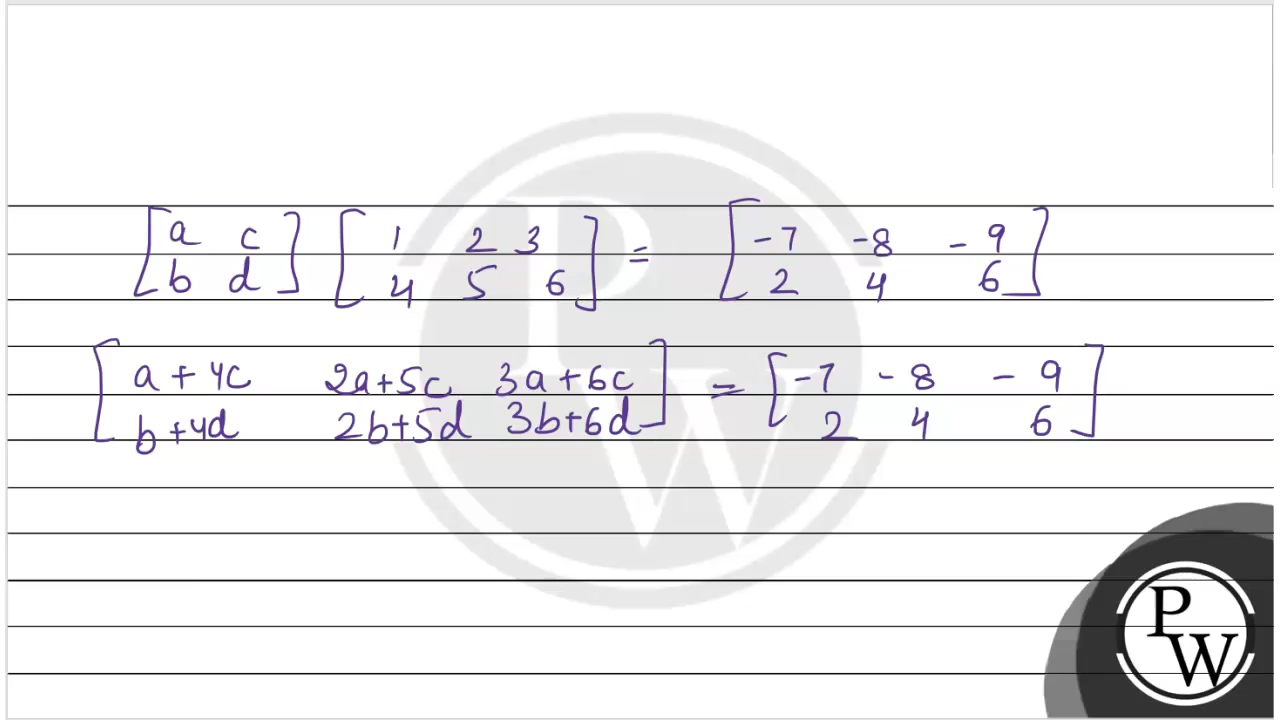 [a c] [1 2 3] = [-7 -8 -9]
[b d] [4 5 6] [2 4 6]
[a+4c 2a+5c 3a+6c] = [-7 -8 -9]
[b+4d 2b+5d 3b+6d] [2 4 6]
P
W
P
W